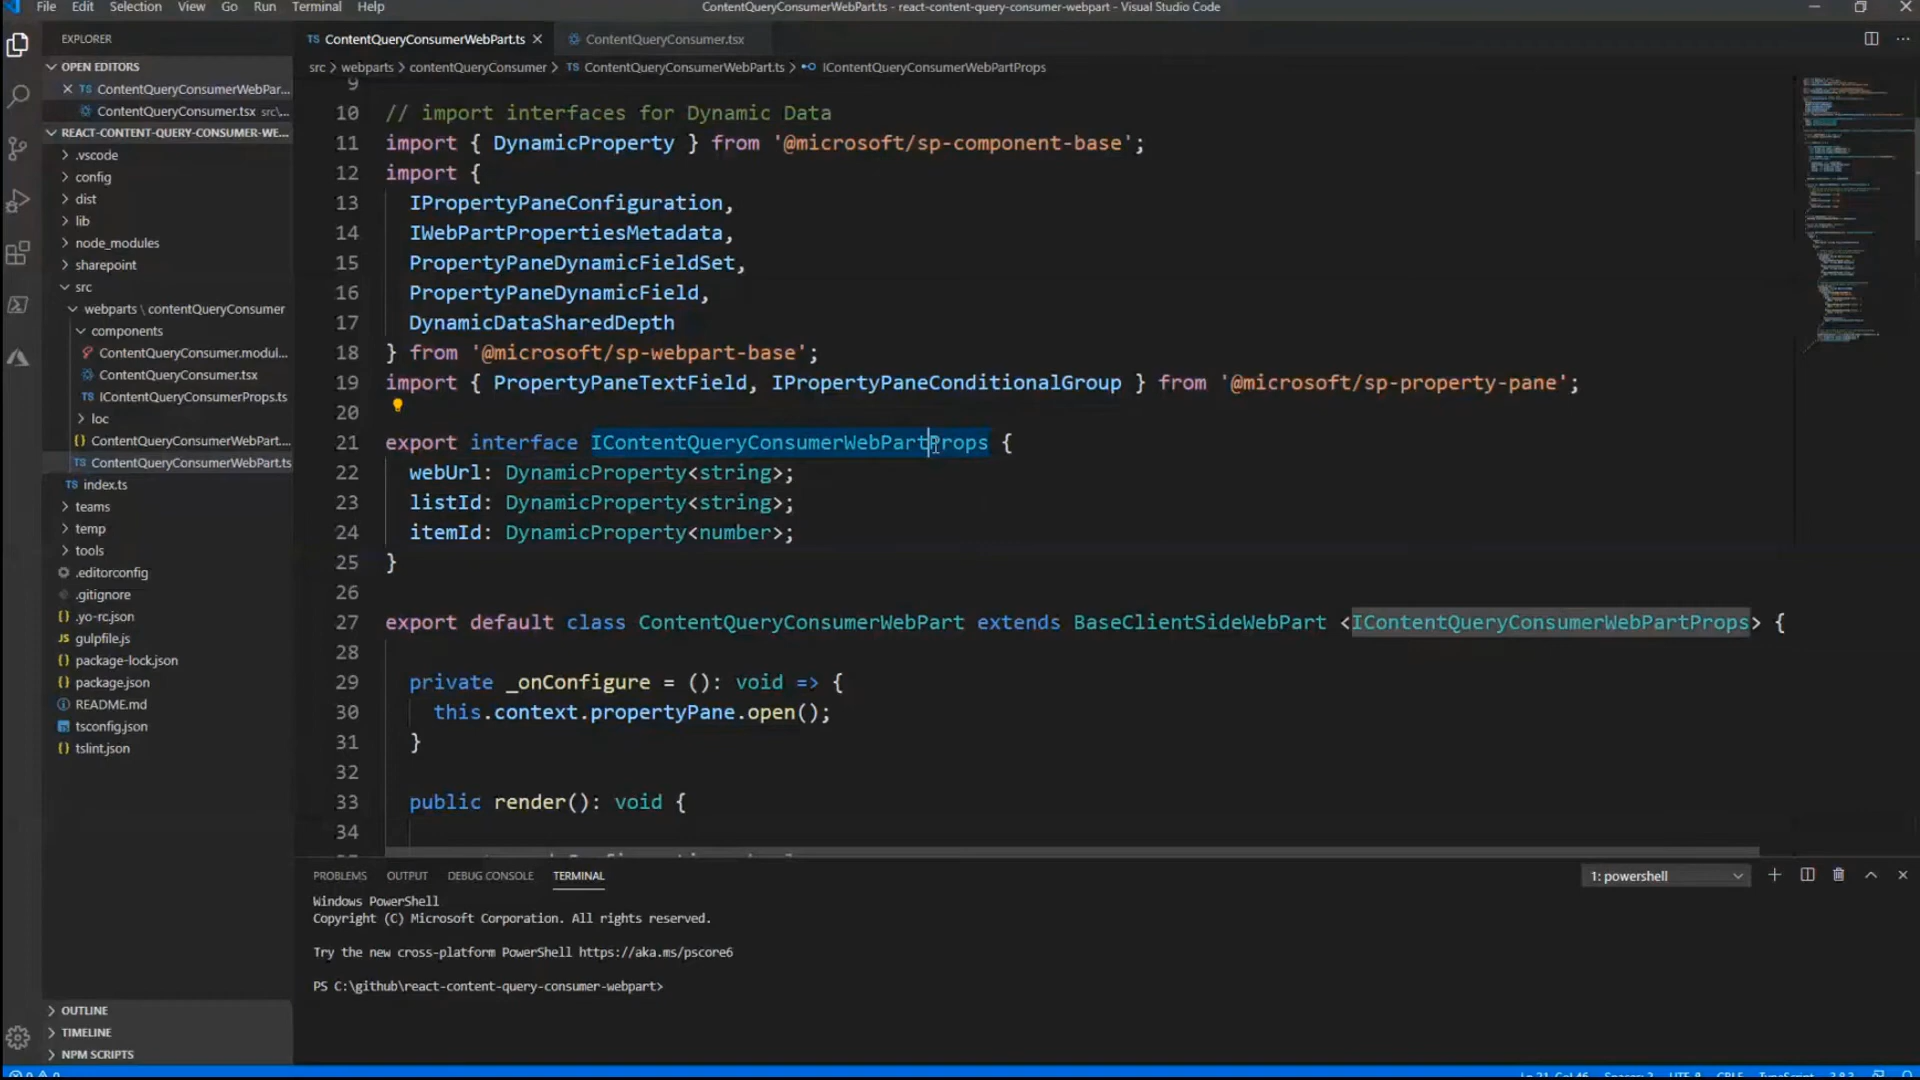 File Edit Selection View Go Run Terminal Help ContentQueryConsumerWebPart.ts - react-content-query-consumer-webpart - Visual Studio Code
EXPLORER
OPEN EDITORS
ContentQueryConsumerWebPar...
ContentQueryConsumer.tsx src\...
REACT-CONTENT-QUERY-CONSUMER-WE...
.vscode
config
dist
lib
node_modules
sharepoint
src
webparts \ contentQueryConsumer
components
ContentQueryConsumer.modul...
ContentQueryConsumer.tsx
IContentQueryConsumerProps.ts
loc
ContentQueryConsumerWebPart....
ContentQueryConsumerWebPart.ts
index.ts
teams
temp
tools
.editorconfig
.gitignore
.yo-rc.json
gulpfile.js
package-lock.json
package.json
README.md
tsconfig.json
tslint.json
OUTLINE
TIMELINE
NPM SCRIPTS
ContentQueryConsumerWebPart.ts ContentQueryConsumer.tsx
src > webparts > contentQueryConsumer > TS ContentQueryConsumerWebPart.ts > IContentQueryConsumerWebPartProps
9
10 // import interfaces for Dynamic Data
11 import { DynamicProperty } from '@microsoft/sp-component-base';
12 import {
13 IPropertyPaneConfiguration,
14 IWebPartPropertiesMetadata,
15 PropertyPaneDynamicFieldSet,
16 PropertyPaneDynamicField,
17 DynamicDataSharedDepth
18 } from '@microsoft/sp-webpart-base';
19 import { PropertyPaneTextField, IPropertyPaneConditionalGroup } from '@microsoft/sp-property-pane';
20
21 export interface IContentQueryConsumerWebPartProps {
22 webUrl: DynamicProperty<string>;
23 listId: DynamicProperty<string>;
24 itemId: DynamicProperty<number>;
25 }
26
27 export default class ContentQueryConsumerWebPart extends BaseClientSideWebPart <IContentQueryConsumerWebPartProps> {
28
29 private _onConfigure = (): void => {
30 this.context.propertyPane.open();
31 }
32
33 public render(): void {
34
PROBLEMS OUTPUT DEBUG CONSOLE TERMINAL 1: powershell
Windows PowerShell
Copyright (C) Microsoft Corporation. All rights reserved.
Try the new cross-platform PowerShell https://aka.ms/pscore6
PS C:\github\react-content-query-consumer-webpart>